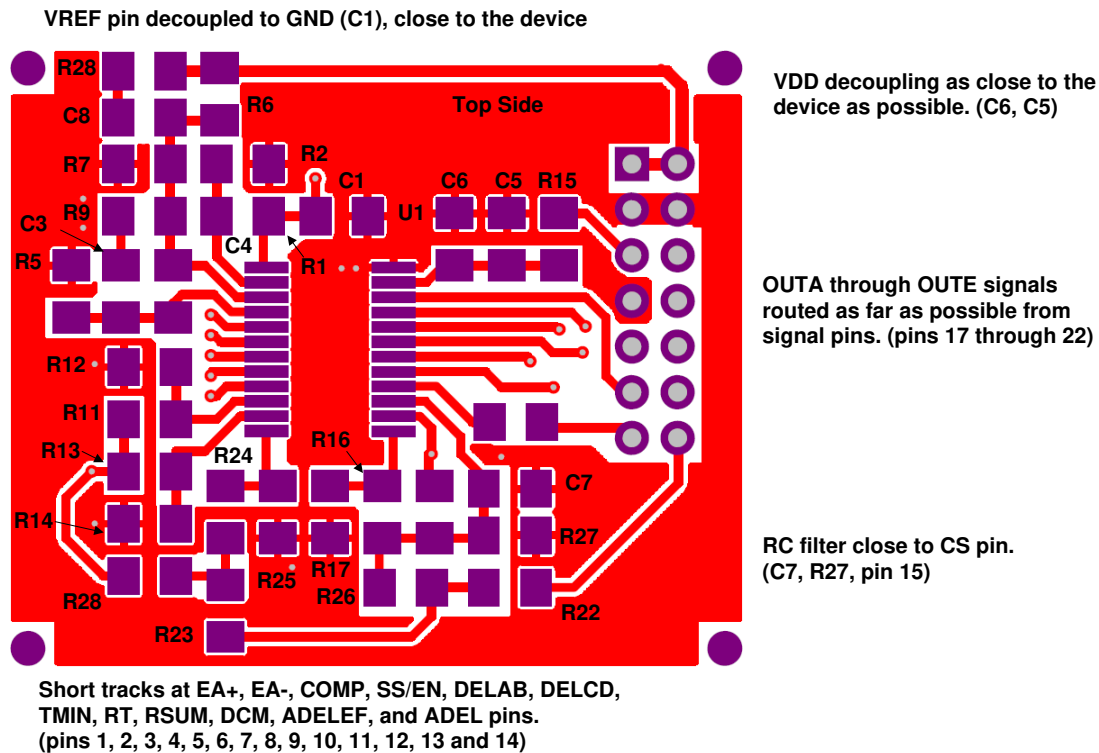 VREF pin decoupled to GND (C1), close to the device
R28
C8
R6
Top Side
VDD decoupling as close to the
device as possible. (C6, C5)
R7
R2
C1
C6
C5
R15
R9
C3
U1
C4
R5
R1
OUTA through OUTE signals
routed as far as possible from
signal pins. (pins 17 through 22)
R12
R11
R13
R24
R16
C7
R14
R27
RC filter close to CS pin.
(C7, R27, pin 15)
R28
R25
R17
R26
R22
R23
Short tracks at EA+, EA-, COMP, SS/EN, DELAB, DELCD,
TMIN, RT, RSUM, DCM, ADELEF, and ADEL pins.
(pins 1, 2, 3, 4, 5, 6, 7, 8, 9, 10, 11, 12, 13 and 14)